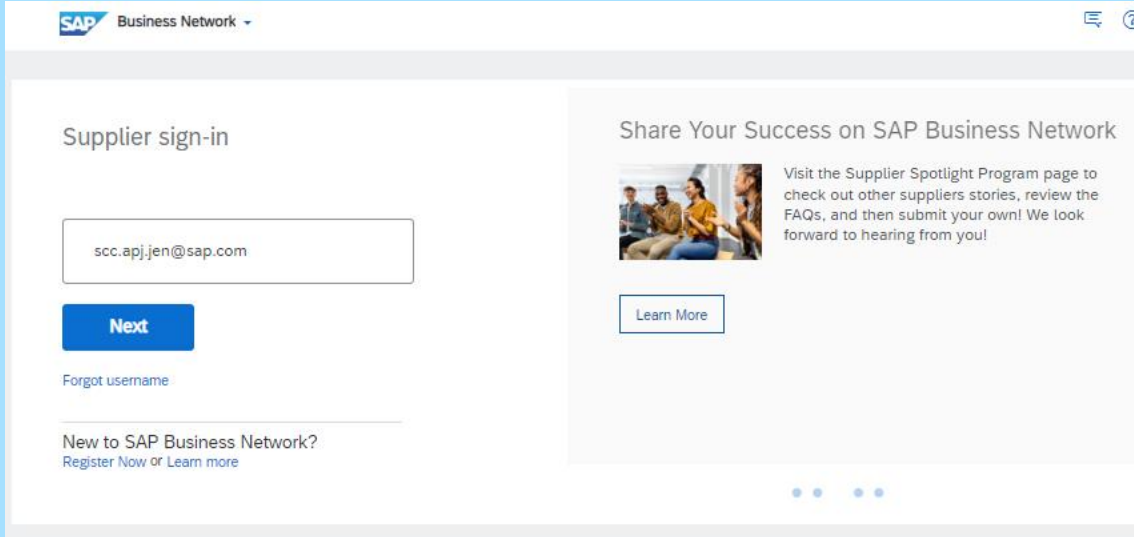 SAP Business Network
Supplier sign-in
scc.apj.jen@sap.com
Next
Forgot username
New to SAP Business Network?
Register Now or Learn more
Share Your Success on SAP Business Network
Visit the Supplier Spotlight Program page to
check out other suppliers stories, review the
FAQs, and then submit your own! We look
forward to hearing from you!
Learn More